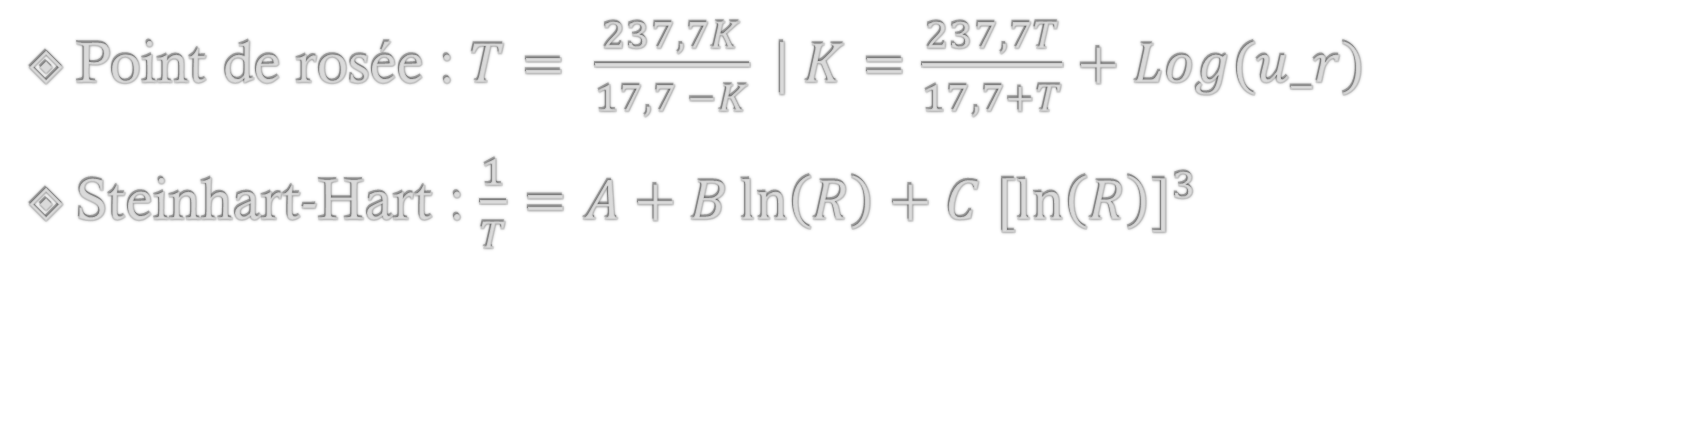 ❖ Point de rosée : T = 237,7K / 17,7 −K | K = 237,7T / 17,7+T + Log(u_r)
❖ Steinhart-Hart : 1/T = A + B ln(R) + C [ln(R)]³